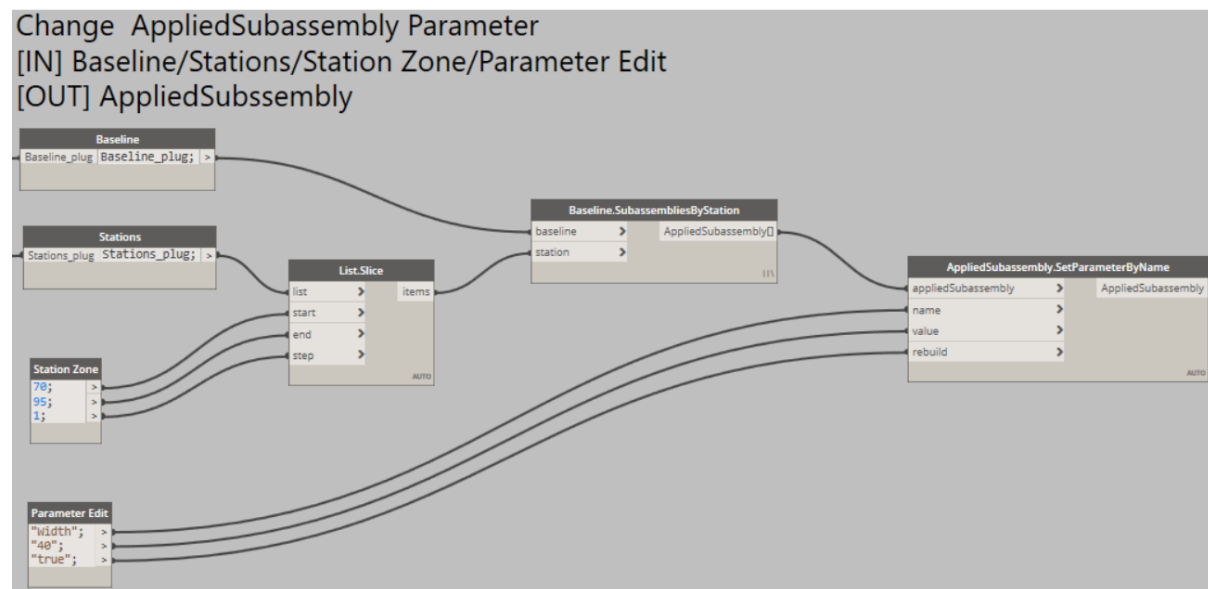 Change AppliedSubassembly Parameter
[IN] Baseline/Stations/Station Zone/Parameter Edit
[OUT] AppliedSubssembly
Baseline
Baseline_plug Baseline_plug; >
Stations
Stations_plug Stations_plug; >
Station Zone
70; >
95; >
1; >
Parameter Edit
"Width"; >
"40"; >
"true"; >
List.Slice
list > items
start >
end >
step >
AUTO
Baseline.SubassembliesByStation
baseline > AppliedSubassembly[]
station >
AppliedSubassembly.SetParameterByName
appliedSubassembly > AppliedSubassembly
name >
value >
rebuild >
AUTO